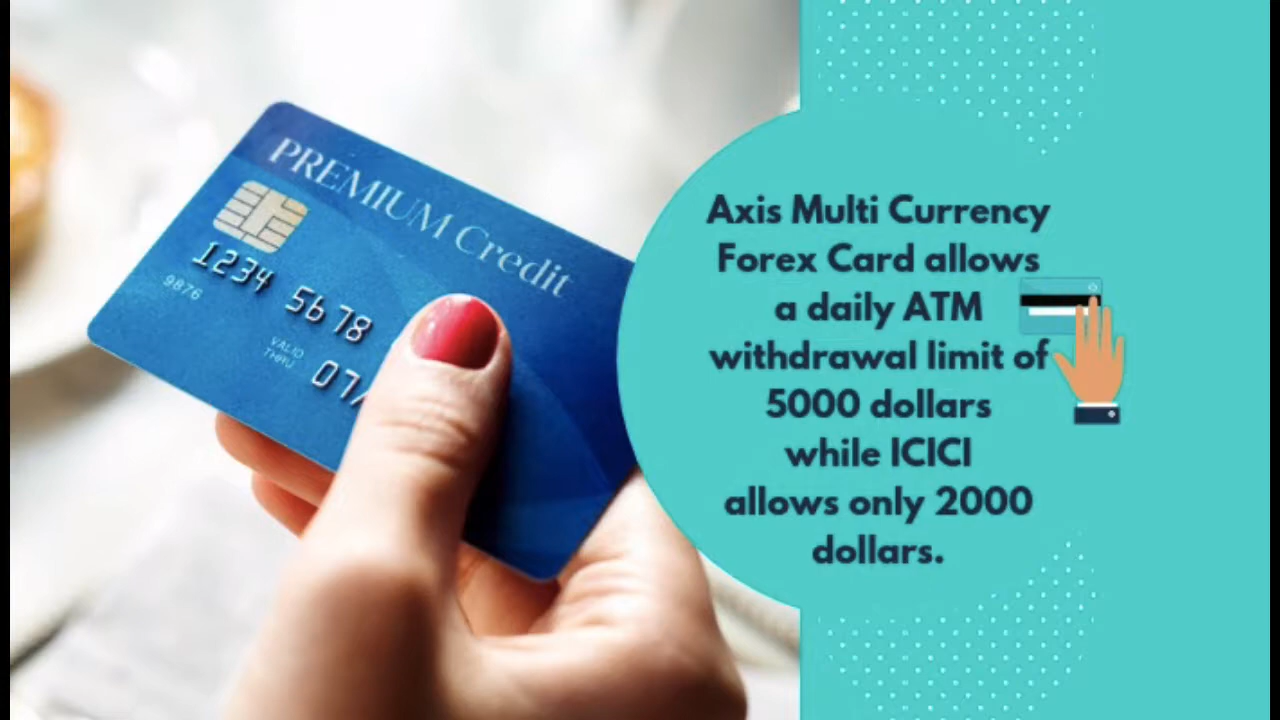 PREMIUM Credit
1234 5678
9876
VALID
THRU
07/
Axis Multi Currency
Forex Card allows
a daily ATM
withdrawal limit of
5000 dollars
while ICICI
allows only 2000
dollars.